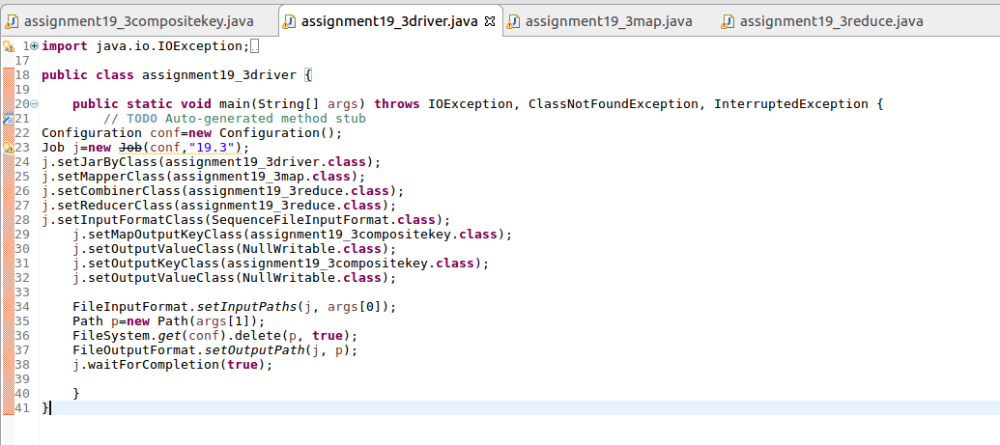 assignment19_3compositekey.java assignment19_3driver.java assignment19_3map.java assignment19_3reduce.java
1 import java.io.IOException;
17
18 public class assignment19_3driver {
19
20     public static void main(String[] args) throws IOException, ClassNotFoundException, InterruptedException {
21         // TODO Auto-generated method stub
22 Configuration conf=new Configuration();
23 Job j=new Job(conf,"19.3");
24 j.setJarByClass(assignment19_3driver.class);
25 j.setMapperClass(assignment19_3map.class);
26 j.setCombinerClass(assignment19_3reduce.class);
27 j.setReducerClass(assignment19_3reduce.class);
28 j.setInputFormatClass(SequenceFileInputFormat.class);
29     j.setMapOutputKeyClass(assignment19_3compositekey.class);
30     j.setOutputValueClass(NullWritable.class);
31     j.setOutputKeyClass(assignment19_3compositekey.class);
32     j.setOutputValueClass(NullWritable.class);
33
34     FileInputFormat.setInputPaths(j, args[0]);
35     Path p=new Path(args[1]);
36     FileSystem.get(conf).delete(p, true);
37     FileOutputFormat.setOutputPath(j, p);
38     j.waitForCompletion(true);
39
40     }
41 }